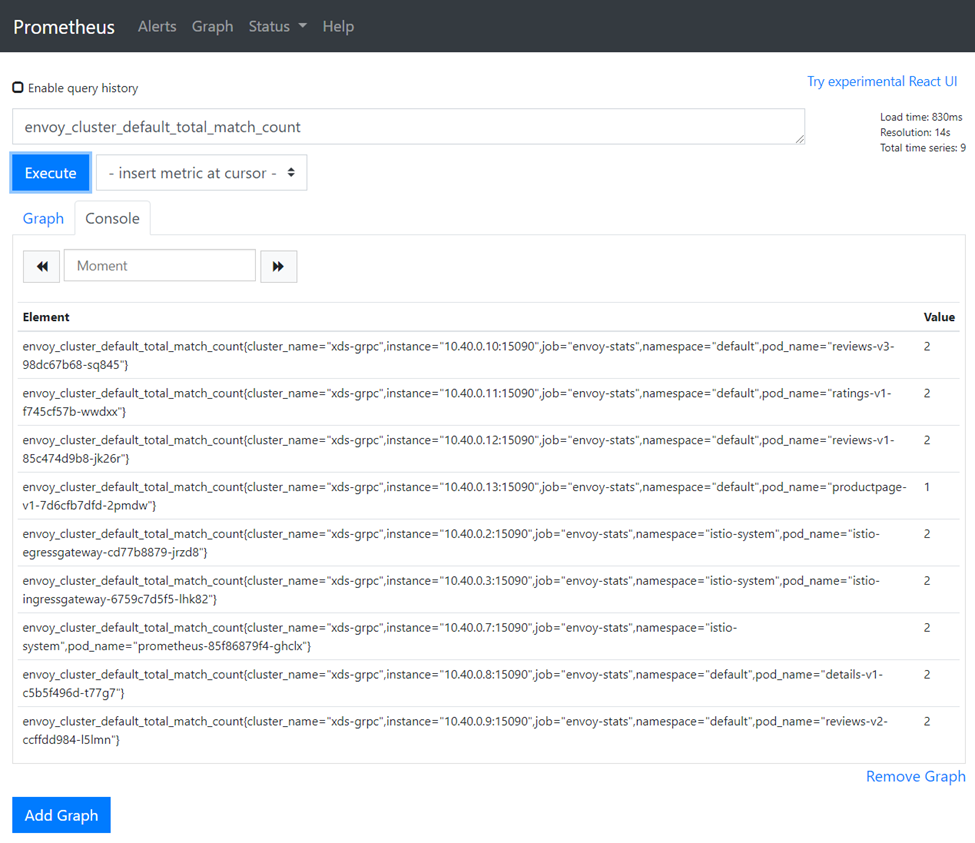 Prometheus Alerts Graph Status Help
Try experimental React UI
Enable query history
envoy_cluster_default_total_match_count
Load time: 830ms
Resolution: 14s
Total time series: 9
Execute - insert metric at cursor -
Graph Console
Moment
Element Value
envoy_cluster_default_total_match_count{cluster_name="xds-grpc",instance="10.40.0.10:15090",job="envoy-stats",namespace="default",pod_name="reviews-v3- 2
98dc67b68-sq845"}
envoy_cluster_default_total_match_count{cluster_name="xds-grpc",instance="10.40.0.11:15090",job="envoy-stats",namespace="default",pod_name="ratings-v1- 2
f745cf57b-wwdxx"}
envoy_cluster_default_total_match_count{cluster_name="xds-grpc",instance="10.40.0.12:15090",job="envoy-stats",namespace="default",pod_name="reviews-v1- 2
85c474d9b8-jk26r"}
envoy_cluster_default_total_match_count{cluster_name="xds-grpc",instance="10.40.0.13:15090",job="envoy-stats",namespace="default",pod_name="productpage- 1
v1-7d6cfb7dfd-2pmdw"}
envoy_cluster_default_total_match_count{cluster_name="xds-grpc",instance="10.40.0.2:15090",job="envoy-stats",namespace="istio-system",pod_name="istio- 2
egressgateway-cd77b8879-jrzd8"}
envoy_cluster_default_total_match_count{cluster_name="xds-grpc",instance="10.40.0.3:15090",job="envoy-stats",namespace="istio-system",pod_name="istio- 2
ingressgateway-6759c7d5f5-lhk82"}
envoy_cluster_default_total_match_count{cluster_name="xds-grpc",instance="10.40.0.7:15090",job="envoy-stats",namespace="istio- 2
system",pod_name="prometheus-85f86879f4-ghclx"}
envoy_cluster_default_total_match_count{cluster_name="xds-grpc",instance="10.40.0.8:15090",job="envoy-stats",namespace="default",pod_name="details-v1- 2
c5b5f496d-t77g7"}
envoy_cluster_default_total_match_count{cluster_name="xds-grpc",instance="10.40.0.9:15090",job="envoy-stats",namespace="default",pod_name="reviews-v2- 2
ccffdd984-l5lmn"}
Remove Graph
Add Graph